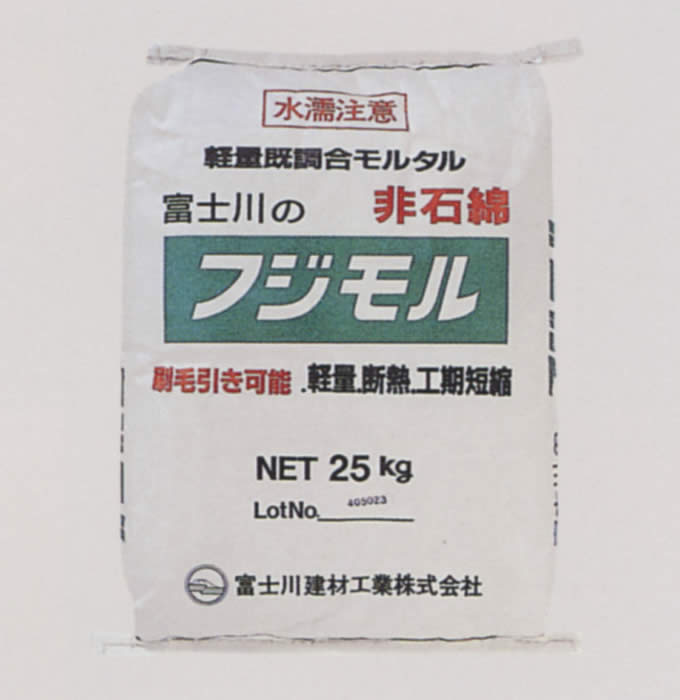 水濡注意
軽量既調合モルタル
富士川の 非石綿
フジモル
刷毛引き可能.軽量.断熱.工期短縮
NET 25kg
LotNo. 405023
富士川建材工業株式会社